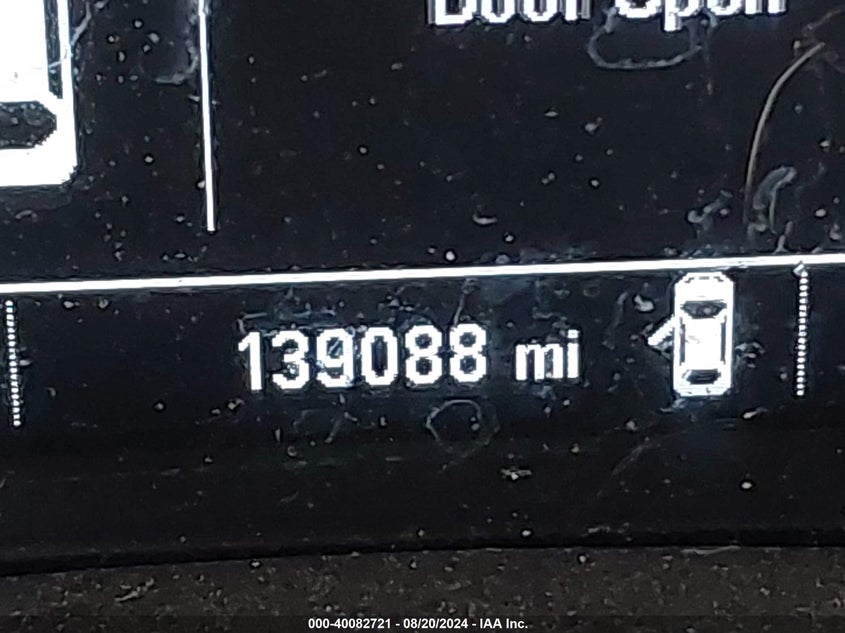 Door Open
139088 mi
000-40082721 - 08/20/2024 - IAA Inc.